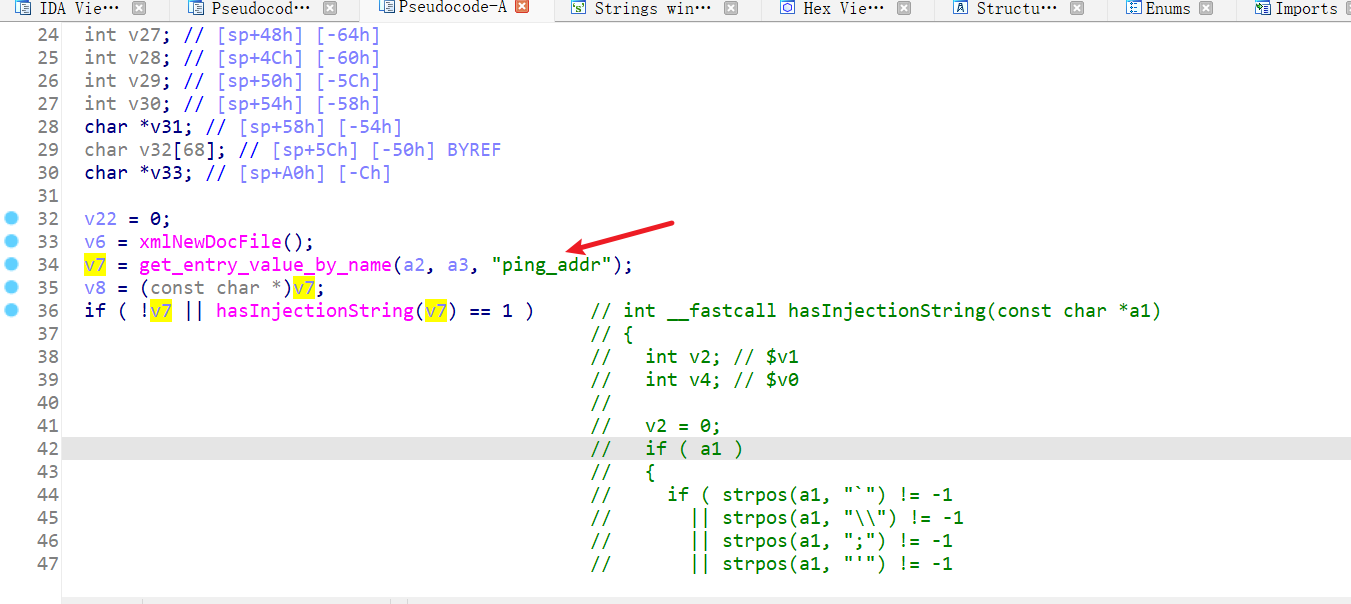 IDA Vie··· Pseudocod··· Pseudocode-A Strings win··· Hex Vie··· Structu··· Enums Imports
24 int v27; // [sp+48h] [-64h]
25 int v28; // [sp+4Ch] [-60h]
26 int v29; // [sp+50h] [-5Ch]
27 int v30; // [sp+54h] [-58h]
28 char *v31; // [sp+58h] [-54h]
29 char v32[68]; // [sp+5Ch] [-50h] BYREF
30 char *v33; // [sp+A0h] [-Ch]
31
32 v22 = 0;
33 v6 = xmlNewDocFile();
34 v7 = get_entry_value_by_name(a2, a3, "ping_addr");
35 v8 = (const char *)v7;
36 if ( !v7 || hasInjectionString(v7) == 1 ) // int __fastcall hasInjectionString(const char *a1)
37 // {
38 // int v2; // $v1
39 // int v4; // $v0
40 //
41 // v2 = 0;
42 // if ( a1 )
43 // {
44 // if ( strpos(a1, "`") != -1
45 // || strpos(a1, "\\") != -1
46 // || strpos(a1, ";") != -1
47 // || strpos(a1, "'") != -1